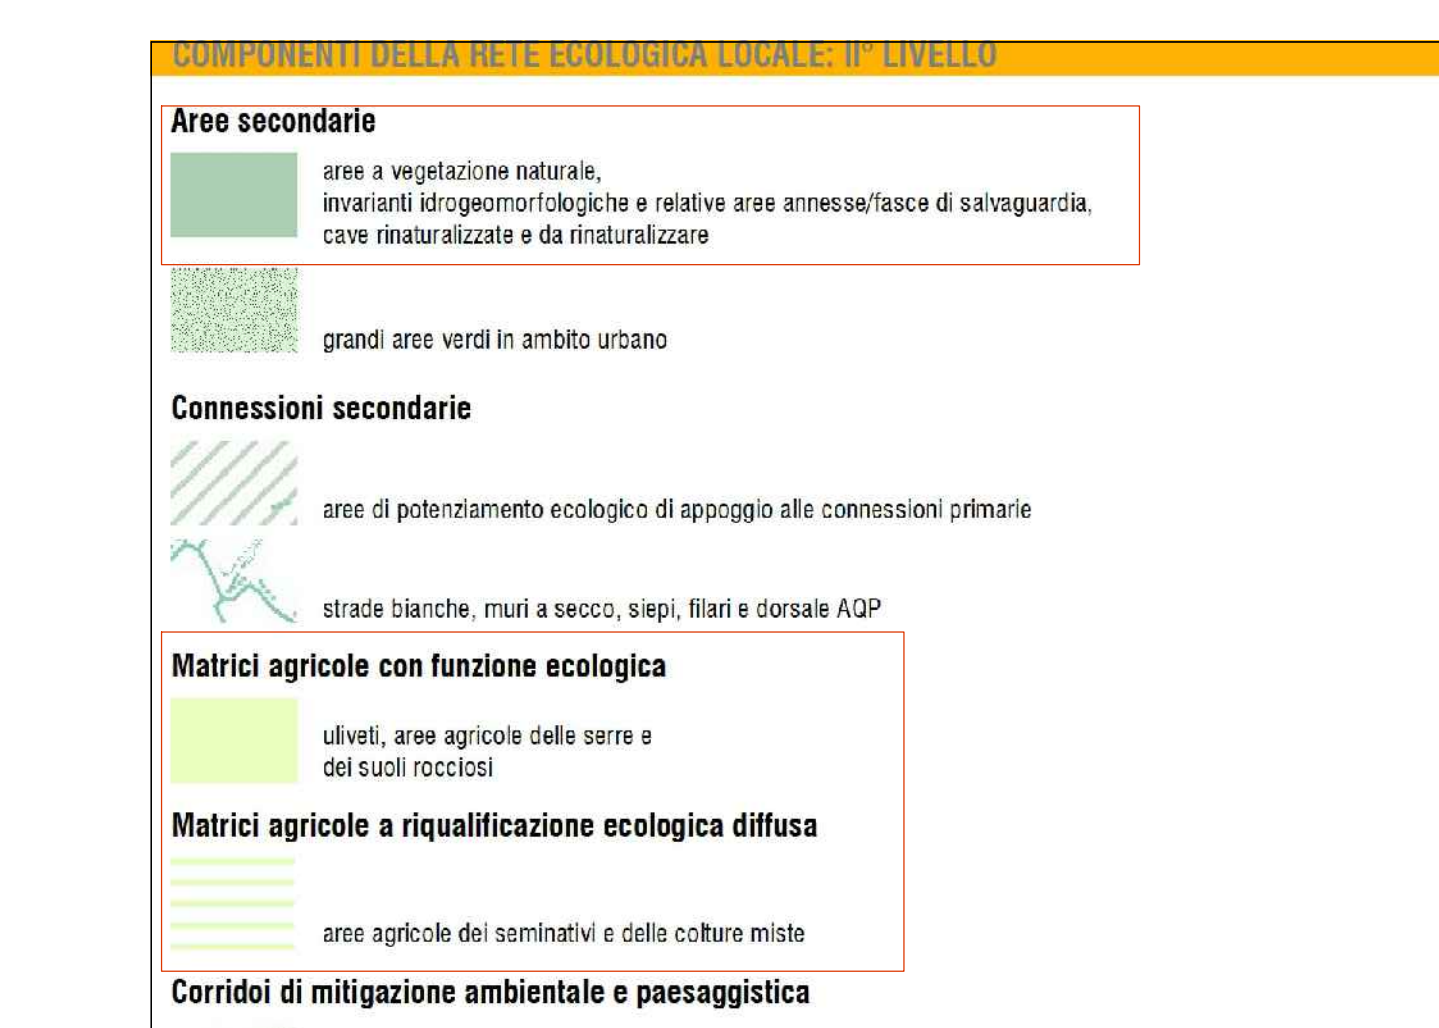 COMPONENTI DELLA RETE ECOLOGICA LOCALE: II° LIVELLO
Aree secondarie
aree a vegetazione naturale,
invarianti idrogeomorfologiche e relative aree annesse/fasce di salvaguardia,
cave rinaturalizzate e da rinaturalizzare
grandi aree verdi in ambito urbano
Connessioni secondarie
aree di potenziamento ecologico di appoggio alle connessioni primarie
strade bianche, muri a secco, siepi, filari e dorsale AQP
Matrici agricole con funzione ecologica
uliveti, aree agricole delle serre e
dei suoli rocciosi
Matrici agricole a riqualificazione ecologica diffusa
aree agricole dei seminativi e delle colture miste
Corridoi di mitigazione ambientale e paesaggistica